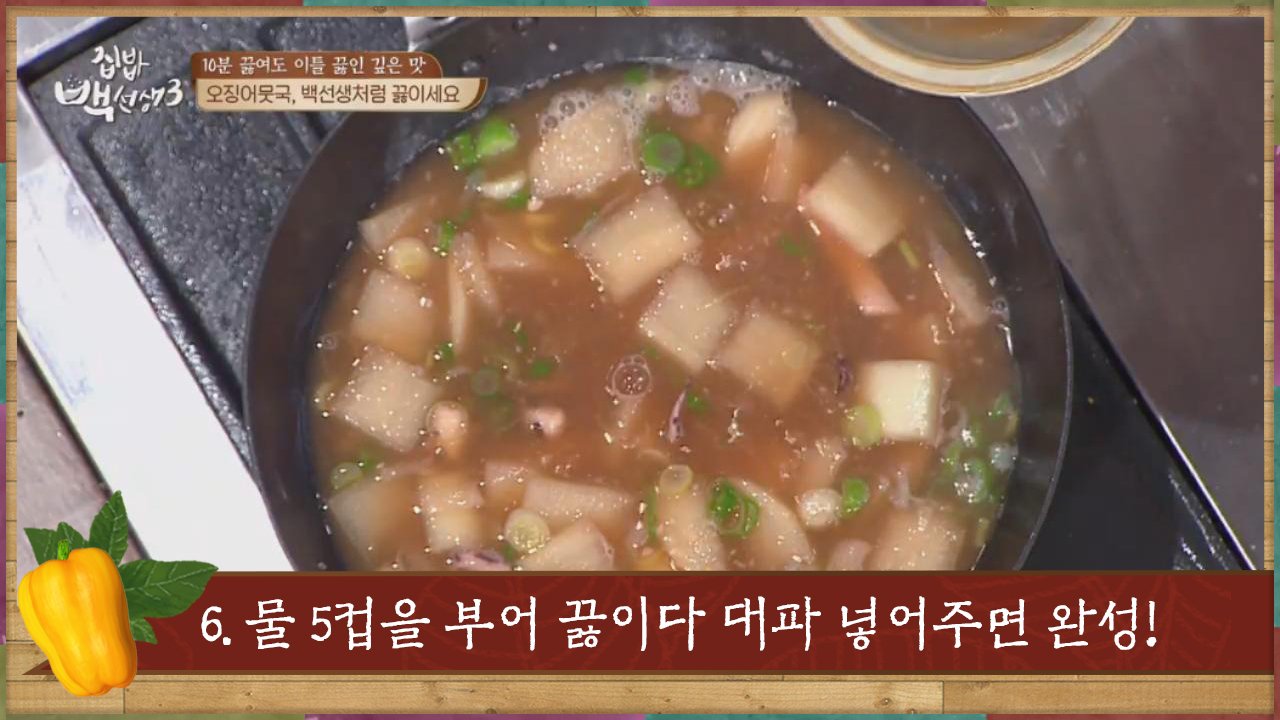 집밥
백선생3
10분 끓여도 이틀 끓인 깊은 맛
오징어뭇국, 백선생처럼 끓이세요
6. 물 5컵을 부어 끓이다 대파 넣어주면 완성!